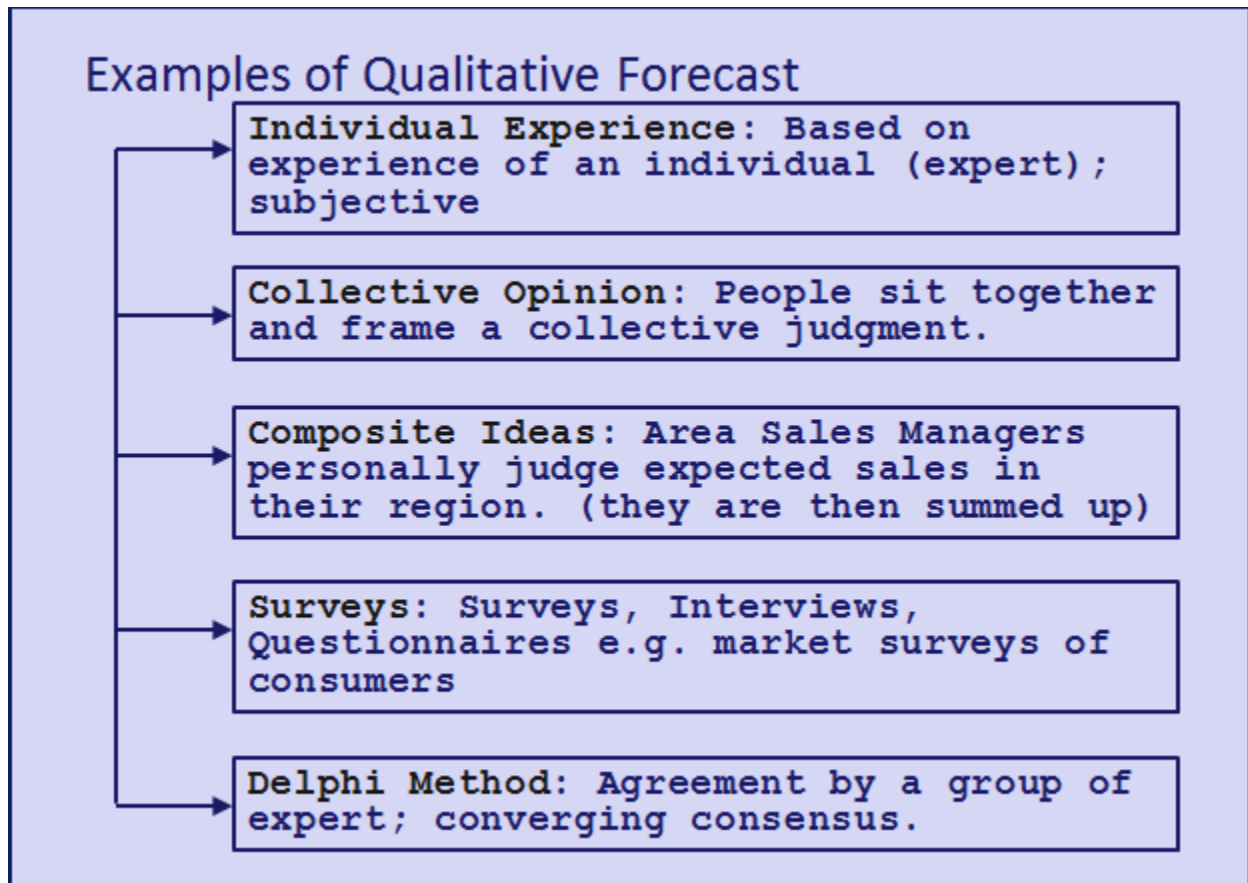 Examples of Qualitative Forecast
Individual Experience: Based on
experience of an individual (expert);
subjective
Collective Opinion: People sit together
and frame a collective judgment.
Composite Ideas: Area Sales Managers
personally judge expected sales in
their region. (they are then summed up)
Surveys: Surveys, Interviews,
Questionnaires e.g. market surveys of
consumers
Delphi Method: Agreement by a group of
expert; converging consensus.